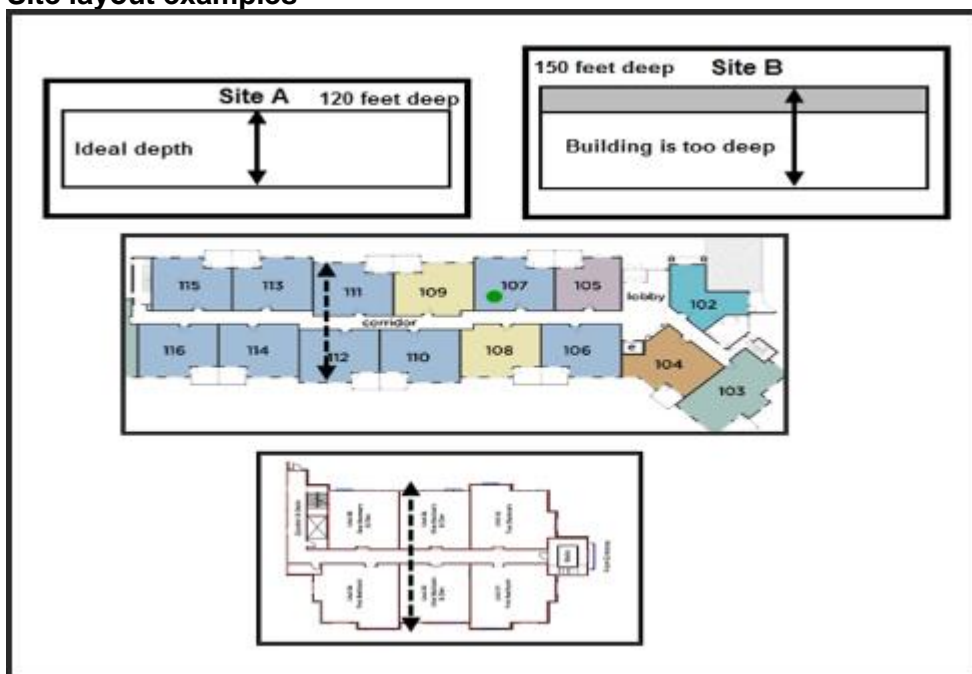 Site layout examples
Site A 120 feet deep
Ideal depth
150 feet deep Site B
Building is too deep
115 113 111 109 107 105
lobby 102
corridor
116 114 112 110 108 106
104
103